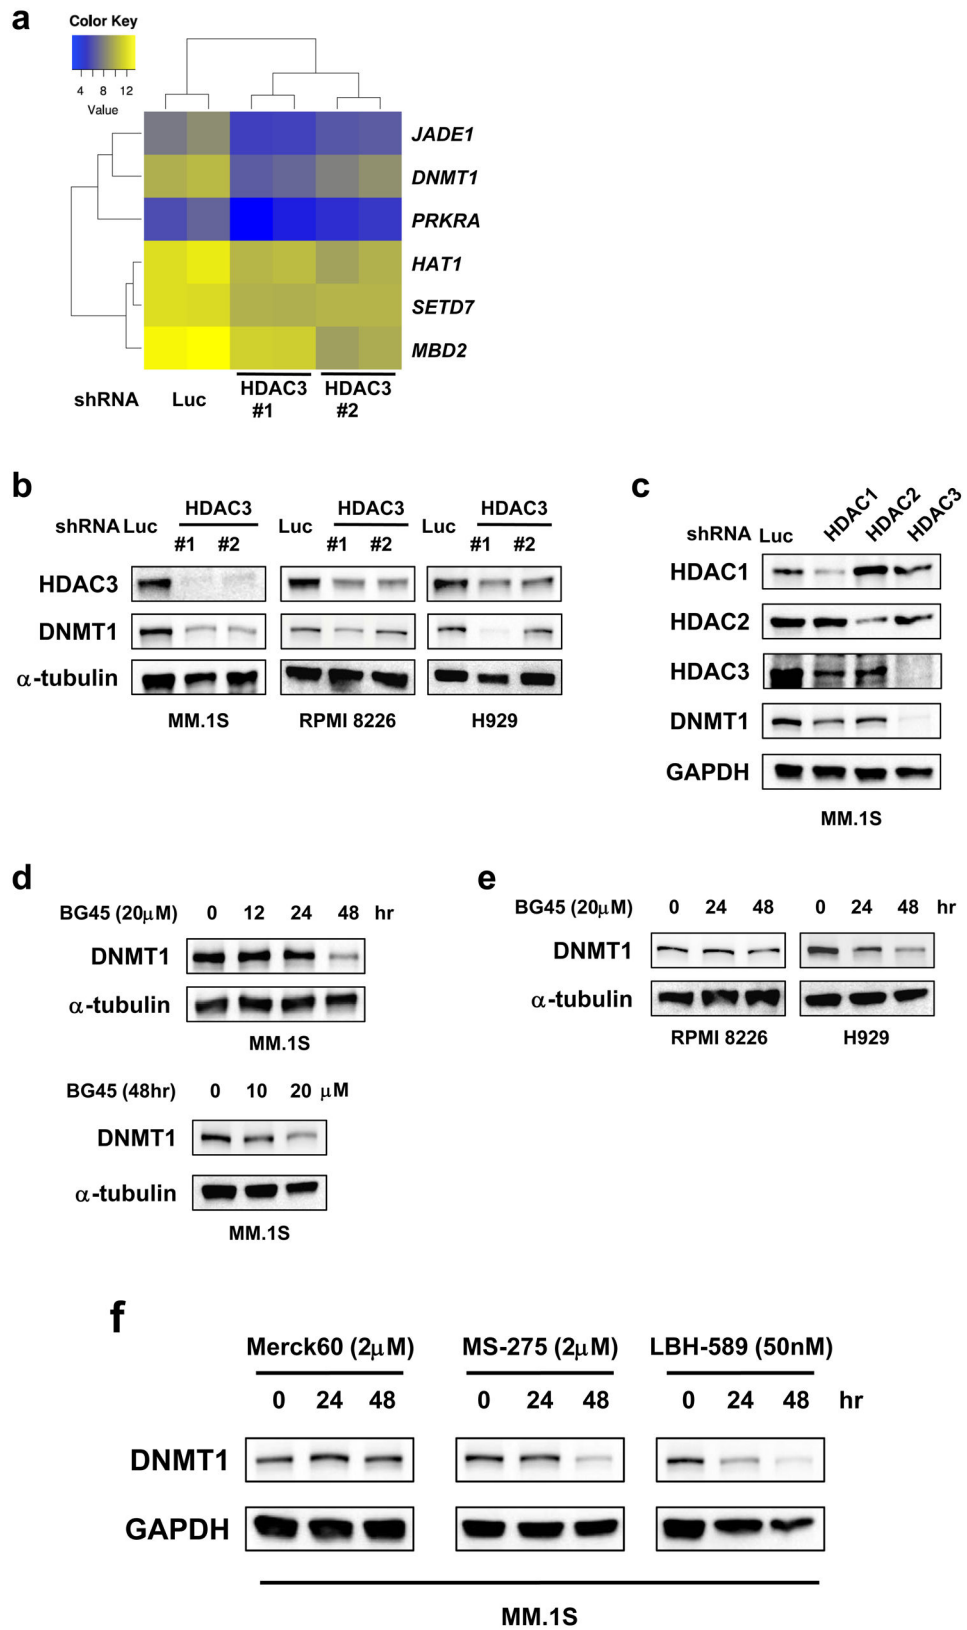 a
Color Key
4 8 12
Value
JADE1
DNMT1
PRKRA
HAT1
SETD7
MBD2
shRNA Luc HDAC3 #1 HDAC3 #2
b
shRNA Luc HDAC3 Luc HDAC3 Luc HDAC3
#1 #2 #1 #2 #1 #2
HDAC3
DNMT1
α-tubulin
MM.1S RPMI 8226 H929
c
shRNA Luc HDAC1 HDAC2 HDAC3
HDAC1
HDAC2
HDAC3
DNMT1
GAPDH
MM.1S
d
BG45 (20μM) 0 12 24 48 hr
DNMT1
α-tubulin
MM.1S
BG45 (48hr) 0 10 20 μM
DNMT1
α-tubulin
MM.1S
e
BG45 (20μM) 0 24 48 0 24 48 hr
DNMT1
α-tubulin
RPMI 8226 H929
f
Merck60 (2μM) MS-275 (2μM) LBH-589 (50nM)
0 24 48 0 24 48 0 24 48 hr
DNMT1
GAPDH
MM.1S